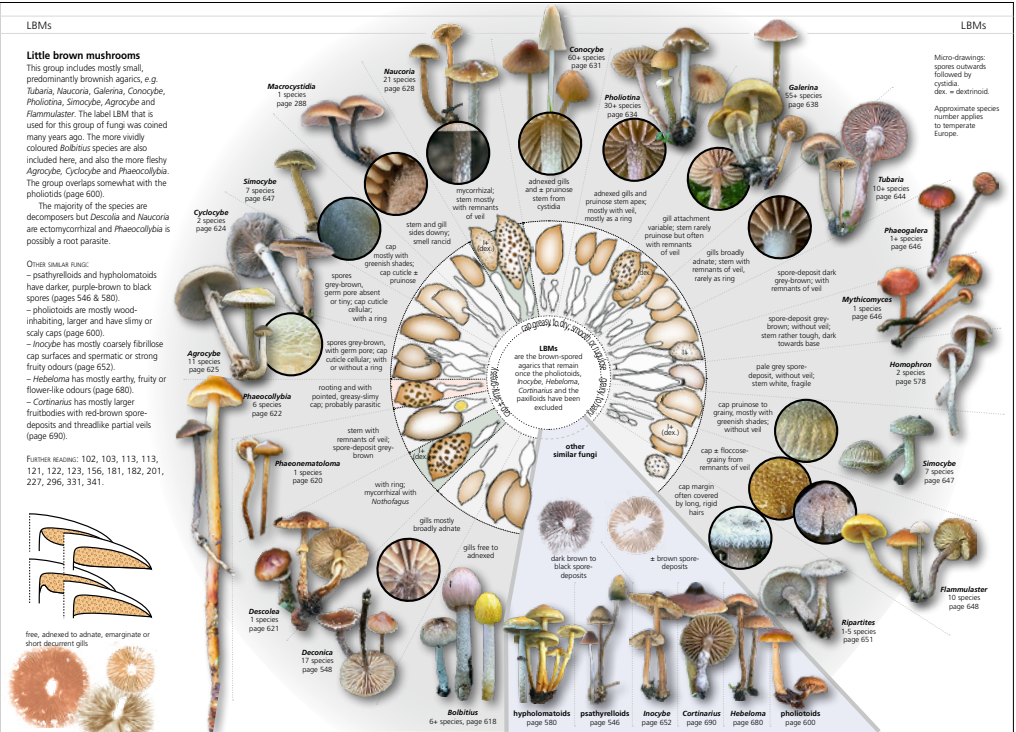 LBMs
LBMs
Little brown mushrooms
This group includes mostly small,
predominantly brownish agarics, e.g.
Tubaria, Naucoria, Galerina, Conocybe,
Pholiotina, Simocybe, Agrocybe and
Flammulaster. The label LBM that is
used for this group of fungi was coined
many years ago. The more vividly
coloured Bolbitius species are also
included here, and also the more fleshy
Agrocybe, Cyclocybe and Phaeocollybia.
The group overlaps somewhat with the
pholiotids (page 600).
The majority of the species are
decomposers but Descolia and Naucoria
are ectomycorrhizal and Phaeocollybia is
possibly a root parasite.
OTHER SIMILAR FUNGI:
– psathyrelloids and hypholomatoids
have darker, purple-brown to black
spores (pages 546 & 580).
– pholiotids are mostly wood-
inhabiting, larger and have slimy or
scaly caps (page 600).
– Inocybe has mostly coarsely fibrillose
cap surfaces and spermatic or strong
fruity odours (page 652).
– Hebeloma has mostly earthy, fruity or
flower-like odours (page 680).
– Cortinarius has mostly larger
fruitbodies with red-brown spore-
deposits and threadlike partial veils
(page 690).
FURTHER READING: 102, 103, 113, 113,
121, 122, 123, 156, 181, 182, 201,
227, 296, 331, 341.
free, adnexed to adnate, emarginate or
short decurrent gills
Micro-drawings:
spores outwards
followed by
cystidia.
dex. = dextrinoid.
Approximate species
number applies
to temperate
Europe.
Bolbitius
6+ species, page 618
gills free to
adnexed
Deconica
17 species
page 548
gills mostly
broadly adnate
Descolea
1 species
page 621
with ring;
mycorrhizal with
Nothofagus
Phaeonematoloma
1 species
page 620
stem with
remnants of veil;
spore-deposit grey-
brown
Phaeocollybia
6 species
page 622
rooting and with
pointed, greasy-slimy
cap; probably parasitic
Agrocybe
11 species
page 625
spores grey-brown,
with germ pore; cap
cuticle cellular; with
or without a ring
Cyclocybe
2 species
page 624
spores
grey-brown,
germ pore absent
or tiny; cap cuticle
cellular;
with a ring
Simocybe
7 species
page 647
cap
mostly with
greenish shades;
cap cuticle ±
pruinose
Macrocystidia
1 species
page 288
stem and gill
sides downy;
smell rancid
Naucoria
21 species
page 628
mycorrhizal;
stem mostly
with remnants
of veil
Conocybe
60+ species
page 631
adnexed gills
and ± pruinose
stem from
cystidia
Pholiotina
30+ species
page 634
adnexed gills and
pruinose stem apex;
mostly with veil,
mostly as a ring
Galerina
55+ species
page 638
gill attachment
variable; stem rarely
pruinose but often
with remnants
of veil
Tubaria
10+ species
page 644
gills broadly
adnate; stem with
remnants of veil,
rarely as ring
Phaeogalera
1+ species
page 646
spore-deposit dark
grey-brown; with
remnants of veil
Mythicomyces
1 species
page 646
spore-deposit grey-
brown; without veil;
stem rather tough, dark
towards base
Homophron
2 species
page 578
pale grey spore-
deposit, without veil;
stem white, fragile
Simocybe
7 species
page 647
cap pruinose to
grainy, mostly with
greenish shades;
without veil
Flammulaster
10 species
page 648
cap ± floccose-
grainy from
remnants of veil
Ripartites
1-5 species
page 651
cap margin
often covered
by long, rigid
hairs
I+
(dex.)
dex.
I+
(dex.)
I+
(dex.)
cap ± slimy-greasy
cap greasy to dry, smooth or rugulose
greasy to hairy
LBMs
are the brown-spored
agarics that remain
once the pholiotids,
Inocybe, Hebeloma,
Cortinarius and the
paxilloids have been
excluded
other
similar fungi
dark brown to
black spore-
deposits
± brown spore-
deposits
hypholomatoids
page 580
psathyrelloids
page 546
Inocybe
page 652
Cortinarius
page 690
Hebeloma
page 680
pholiotoids
page 600